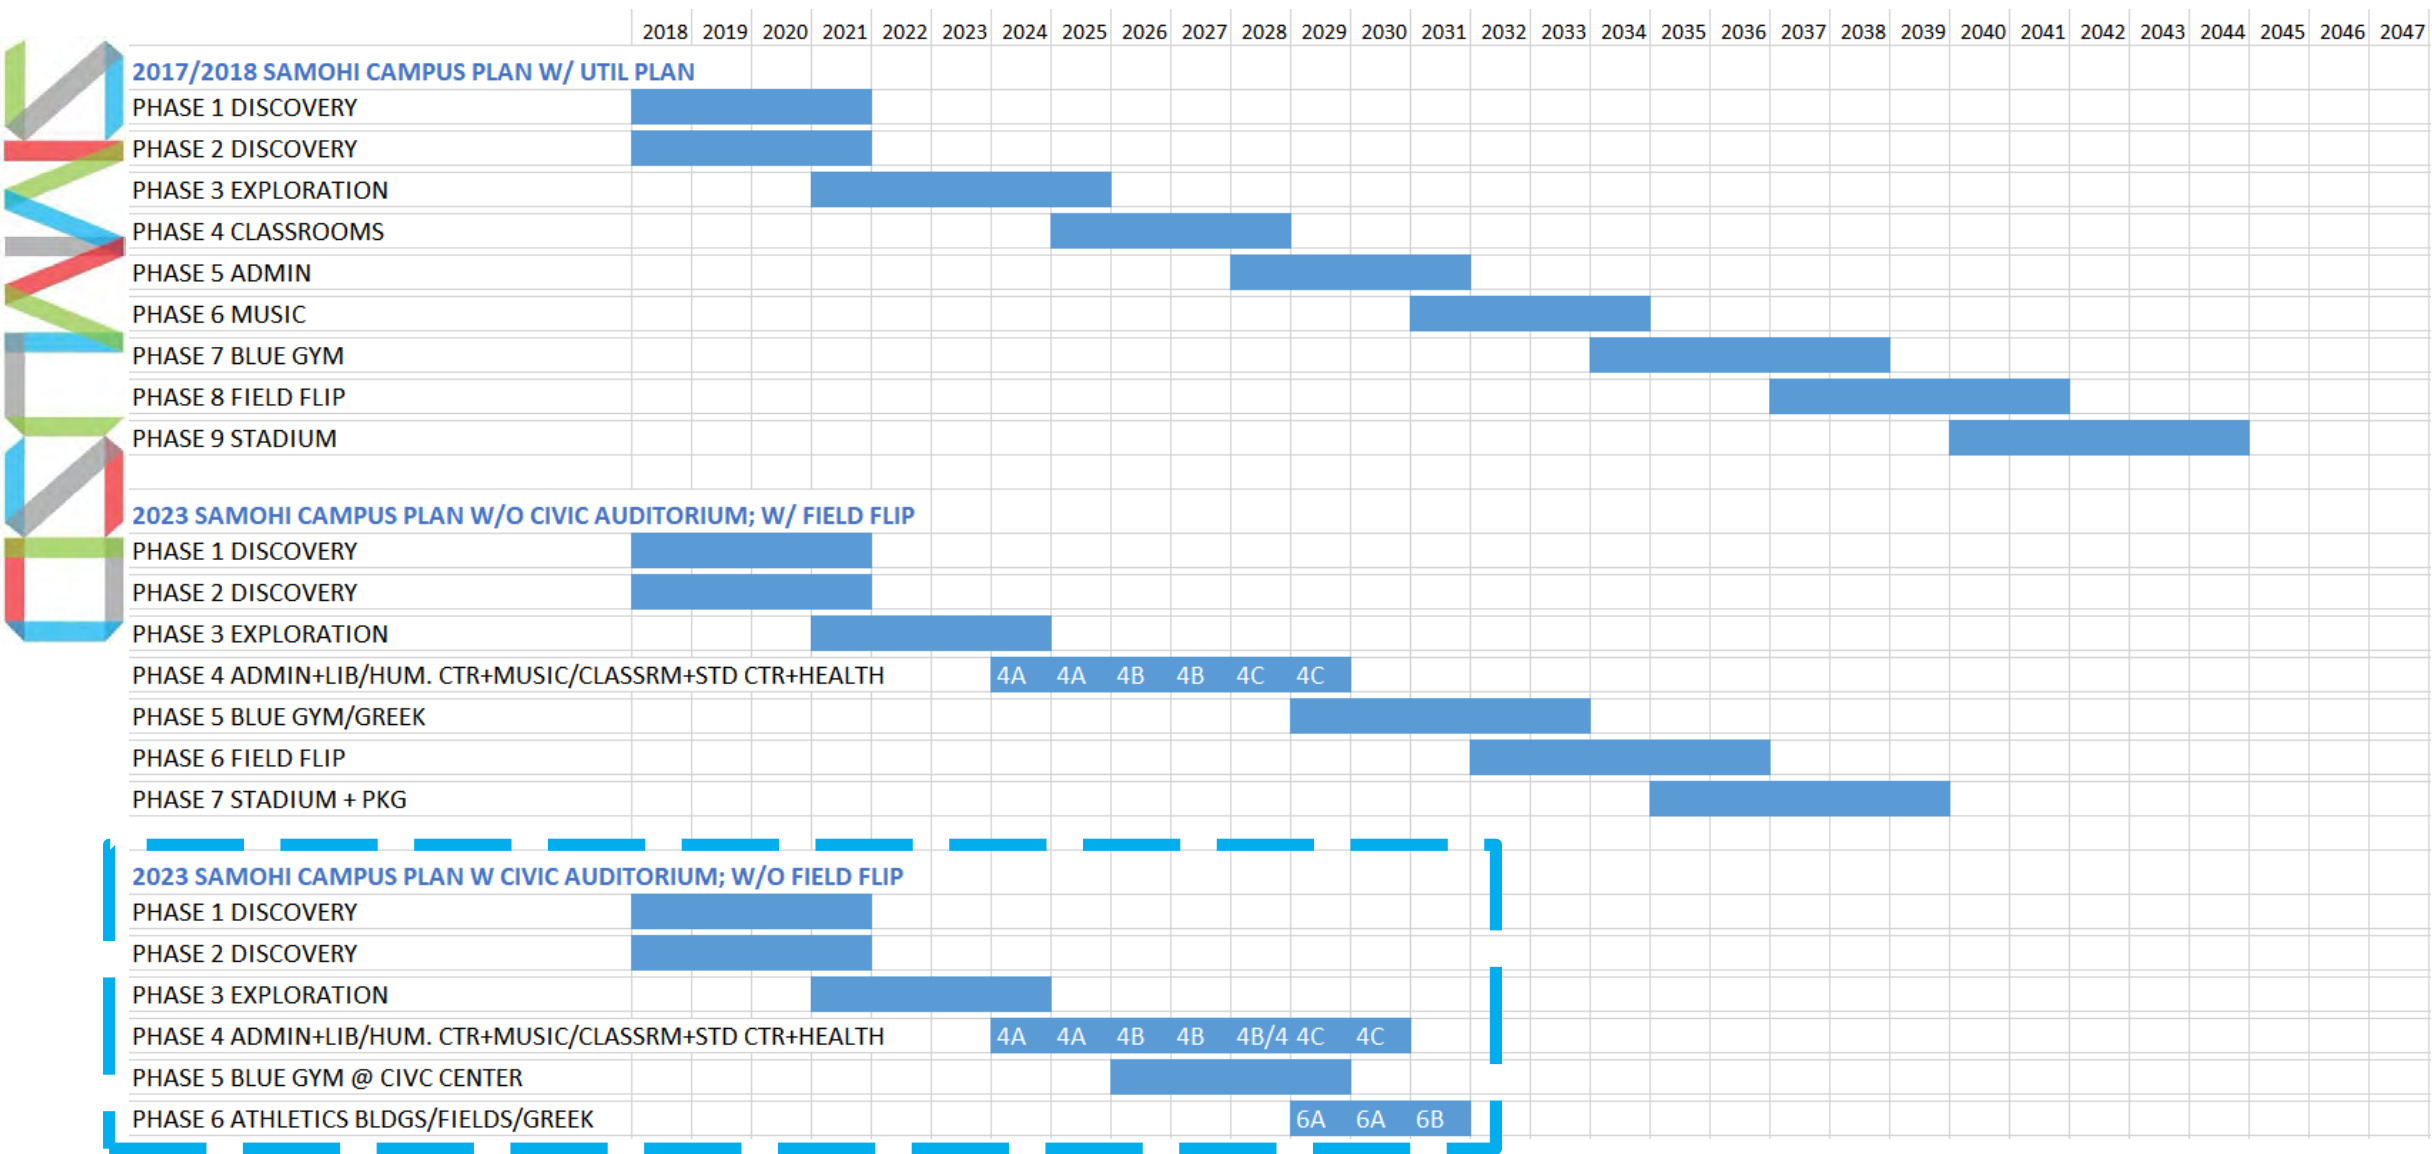 2018 2019 2020 2021 2022 2023 2024 2025 2026 2027 2028 2029 2030 2031 2032 2033 2034 2035 2036 2037 2038 2039 2040 2041 2042 2043 2044 2045 2046 2047
2017/2018 SAMOHI CAMPUS PLAN W/ UTIL PLAN
PHASE 1 DISCOVERY
PHASE 2 DISCOVERY
PHASE 3 EXPLORATION
PHASE 4 CLASSROOMS
PHASE 5 ADMIN
PHASE 6 MUSIC
PHASE 7 BLUE GYM
PHASE 8 FIELD FLIP
PHASE 9 STADIUM
2023 SAMOHI CAMPUS PLAN W/O CIVIC AUDITORIUM; W/ FIELD FLIP
PHASE 1 DISCOVERY
PHASE 2 DISCOVERY
PHASE 3 EXPLORATION
PHASE 4 ADMIN+LIB/HUM. CTR+MUSIC/CLASSRM+STD CTR+HEALTH 4A 4A 4B 4B 4C 4C
PHASE 5 BLUE GYM/GREEK
PHASE 6 FIELD FLIP
PHASE 7 STADIUM + PKG
2023 SAMOHI CAMPUS PLAN W CIVIC AUDITORIUM; W/O FIELD FLIP
PHASE 1 DISCOVERY
PHASE 2 DISCOVERY
PHASE 3 EXPLORATION
PHASE 4 ADMIN+LIB/HUM. CTR+MUSIC/CLASSRM+STD CTR+HEALTH 4A 4A 4B 4B 4B/4 4C 4C
PHASE 5 BLUE GYM @ CIVC CENTER
PHASE 6 ATHLETICS BLDGS/FIELDS/GREEK 6A 6A 6B